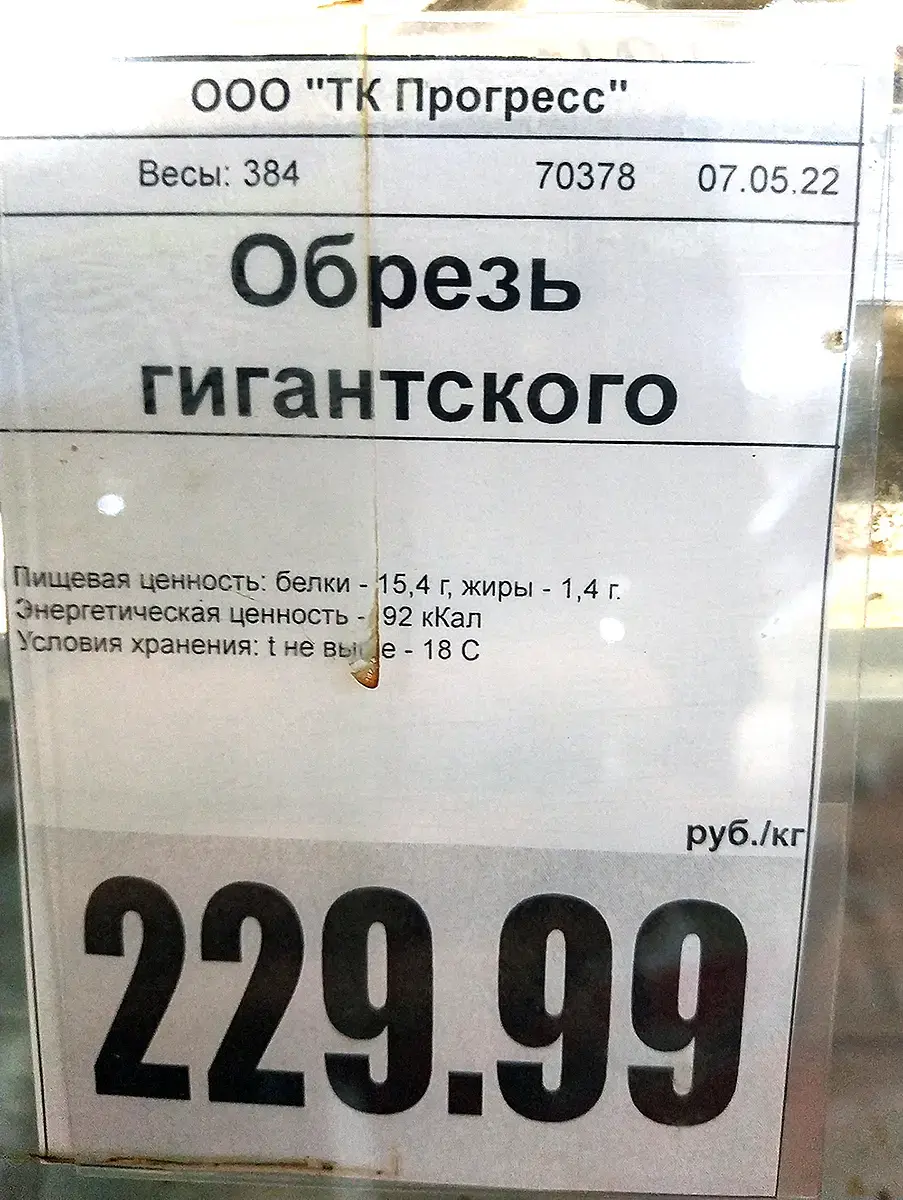 ООО "ТК Прогресс"
Весы: 384 70378 07.05.22
Обрезь
гигантского
Пищевая ценность: белки - 15,4 г, жиры - 1,4 г.
Энергетическая ценность - 92 кКал
Условия хранения: t не выше - 18 С
руб./кг
229.99